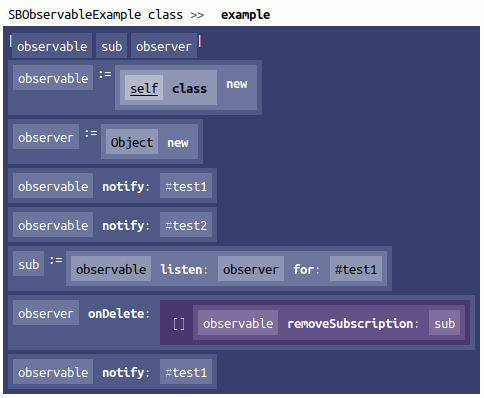 SBObservableExample class >> example
| observable sub observer |
observable := self class new
observer := Object new
observable notify: #test1
observable notify: #test2
sub := observable listen: observer for: #test1
observer onDelete: [] observable removeSubscription: sub
observable notify: #test1